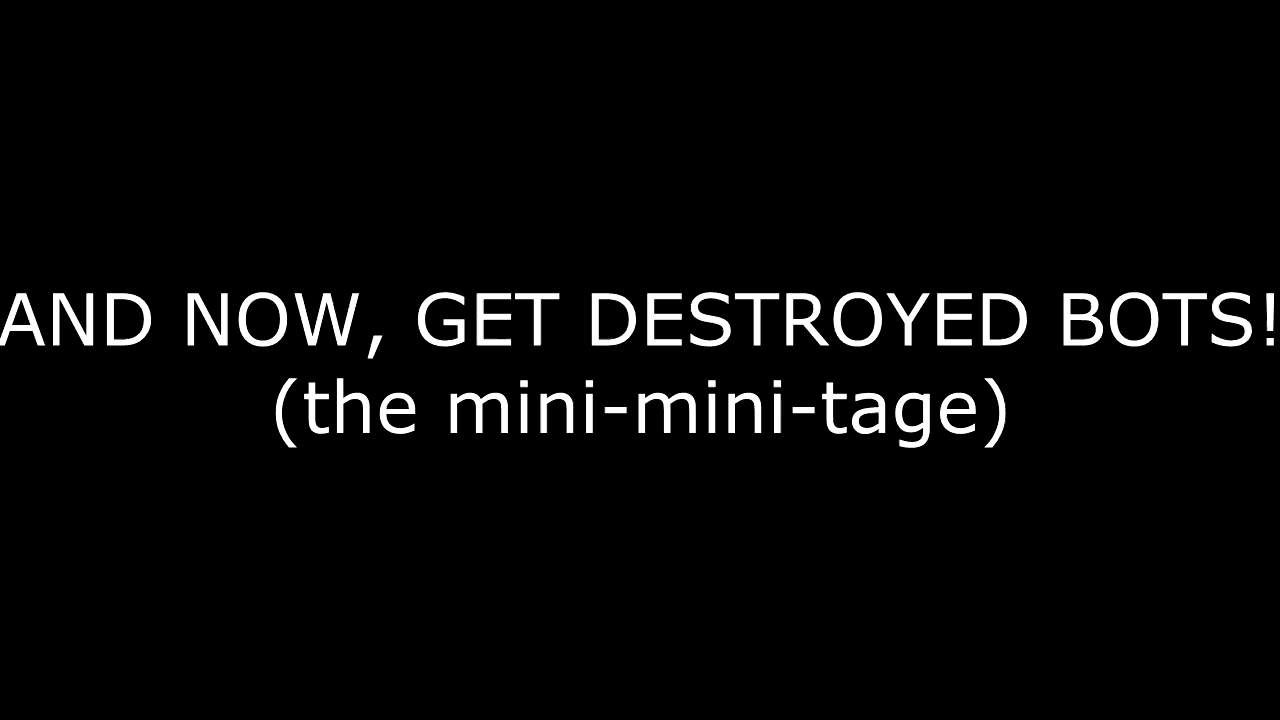 AND NOW, GET DESTROYED BOTS!
(the mini-mini-tage)